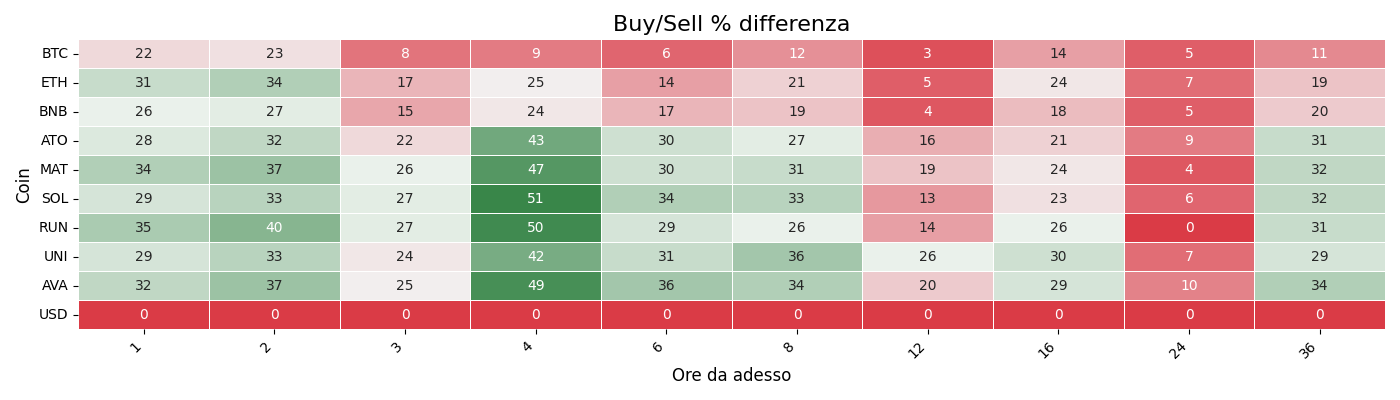 Buy/Sell % differenza
Coin
BTC 22 23 8 9 6 12 3 14 5 11
ETH 31 34 17 25 14 21 5 24 7 19
BNB 26 27 15 24 17 19 4 18 5 20
ATO 28 32 22 43 30 27 16 21 9 31
MAT 34 37 26 47 30 31 19 24 4 32
SOL 29 33 27 51 34 33 13 23 6 32
RUN 35 40 27 50 29 26 14 26 0 31
UNI 29 33 24 42 31 36 26 30 7 29
AVA 32 37 25 49 36 34 20 29 10 34
USD 0 0 0 0 0 0 0 0 0 0
1 2 3 4 6 8 12 16 24 36
Ore da adesso